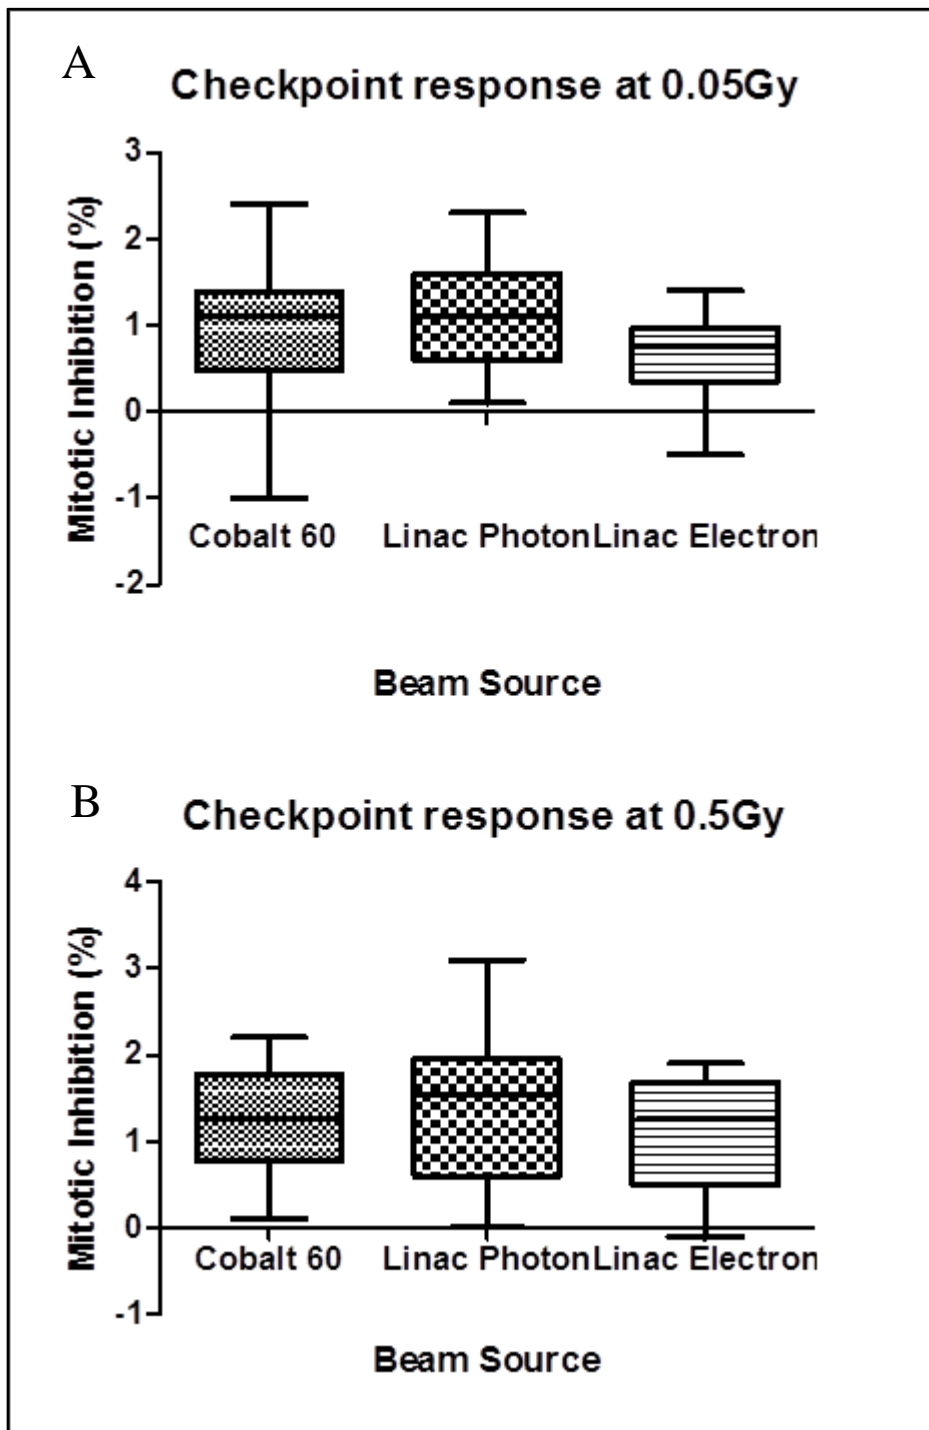 A
Checkpoint response at 0.05Gy
Mitotic Inhibition (%)
3
2
1
0
-1
-2
Cobalt 60 Linac Photon Linac Electron
Beam Source
B
Checkpoint response at 0.5Gy
Mitotic Inhibition (%)
4
3
2
1
0
-1
Cobalt 60 Linac Photon Linac Electron
Beam Source